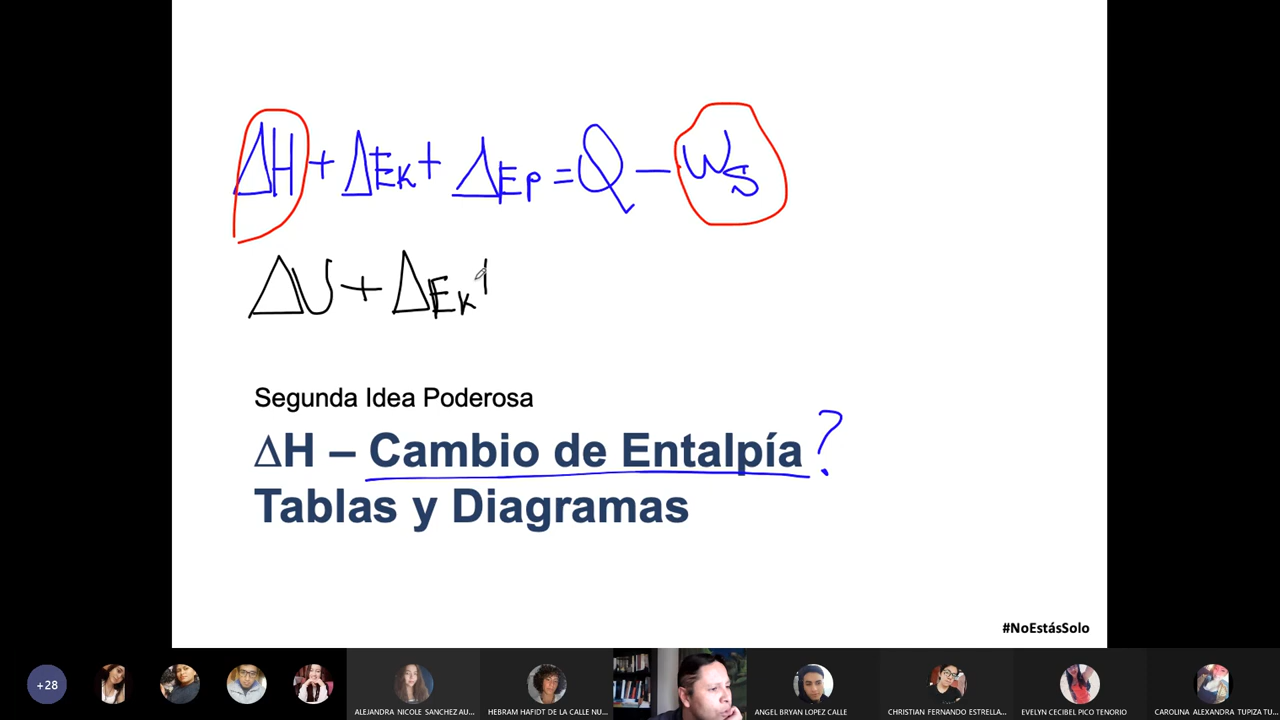 ΔH + ΔEK + ΔEP = Q - WS
ΔU + ΔEK +
Segunda Idea Poderosa
ΔH – Cambio de Entalpía ?
Tablas y Diagramas
#NoEstásSolo
+28
ALEJANDRA NICOLE SANCHEZ AU...
HEBRAM HAFIDT DE LA CALLE NU...
ANGEL BRYAN LOPEZ CALLE
CHRISTIAN FERNANDO ESTRELLA...
EVELYN CECIBEL PICO TENORIO
CAROLINA ALEXANDRA TUPIZA TU...